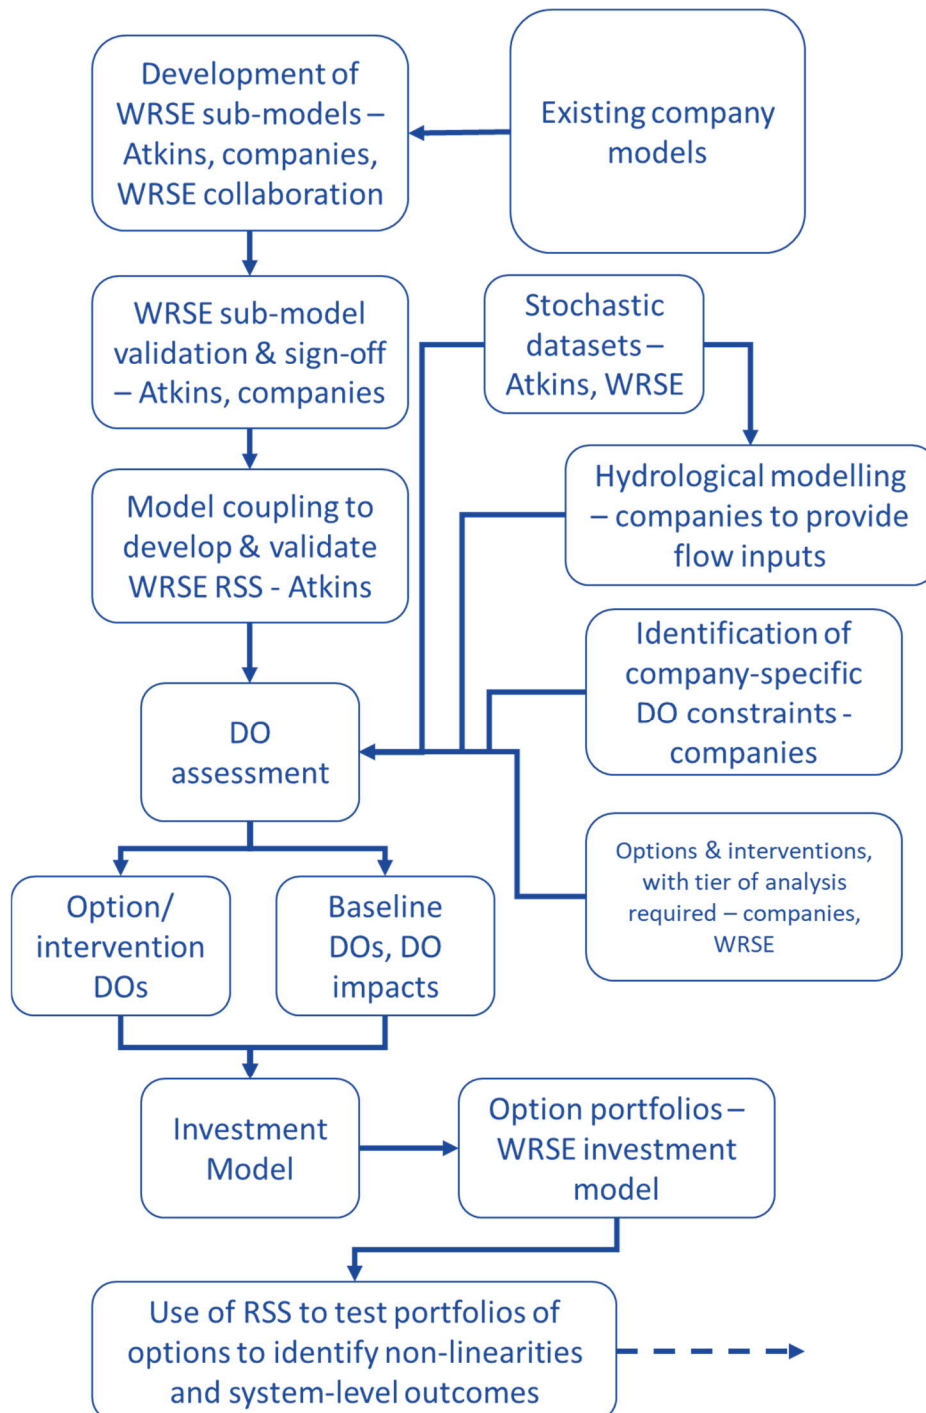 Development of
WRSE sub-models –
Atkins, companies,
WRSE collaboration
Existing company
models
WRSE sub-model
validation & sign-off
– Atkins, companies
Stochastic
datasets –
Atkins, WRSE
Model coupling to
develop & validate
WRSE RSS - Atkins
Hydrological modelling
– companies to provide
flow inputs
Identification of
company-specific
DO constraints -
companies
DO
assessment
Options & interventions,
with tier of analysis
required – companies,
WRSE
Option/
intervention
DOs
Baseline
DOs, DO
impacts
Investment
Model
Option portfolios –
WRSE investment
model
Use of RSS to test portfolios of
options to identify non-linearities
and system-level outcomes